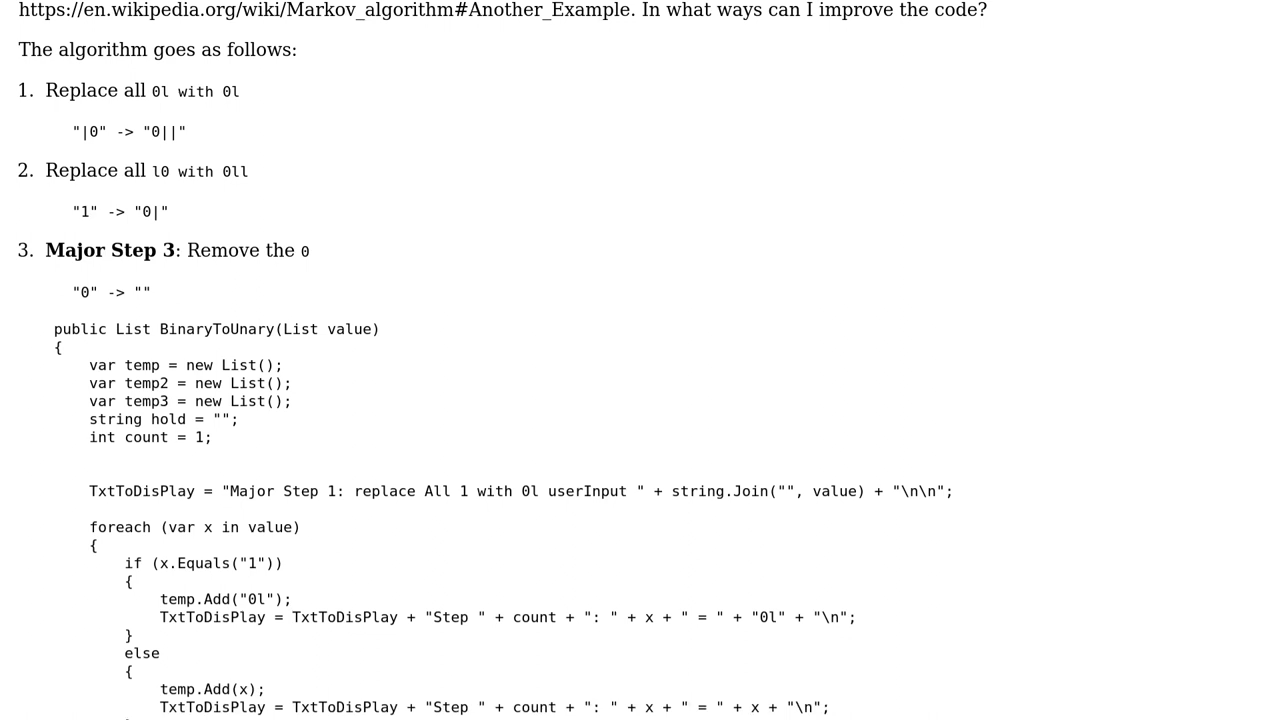 https://en.wikipedia.org/wiki/Markov_algorithm#Another_Example. In what ways can I improve the code?
The algorithm goes as follows:
1. Replace all 0l with 0l
"|0" -> "0||"
2. Replace all l0 with 0ll
"1" -> "0|"
3. Major Step 3: Remove the 0
"0" -> ""
public List BinaryToUnary(List value)
{
var temp = new List();
var temp2 = new List();
var temp3 = new List();
string hold = "";
int count = 1;
TxtToDisPlay = "Major Step 1: replace All 1 with 0l userInput " + string.Join("", value) + "\n\n";
foreach (var x in value)
{
if (x.Equals("1"))
{
temp.Add("0l");
TxtToDisPlay = TxtToDisPlay + "Step " + count + ": " + x + " = " + "0l" + "\n";
}
else
{
temp.Add(x);
TxtToDisPlay = TxtToDisPlay + "Step " + count + ": " + x + " = " + x + "\n";